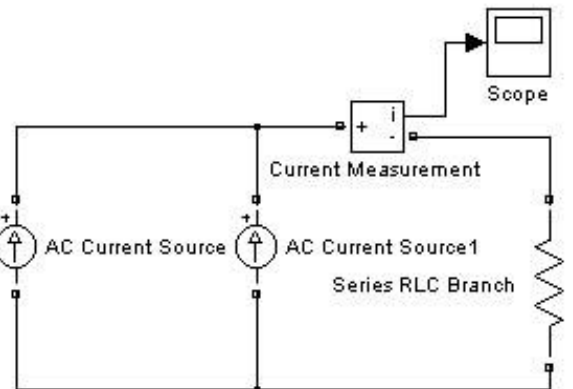 Scope
+
i
-
Current Measurement
+
AC Current Source
+
AC Current Source1
Series RLC Branch